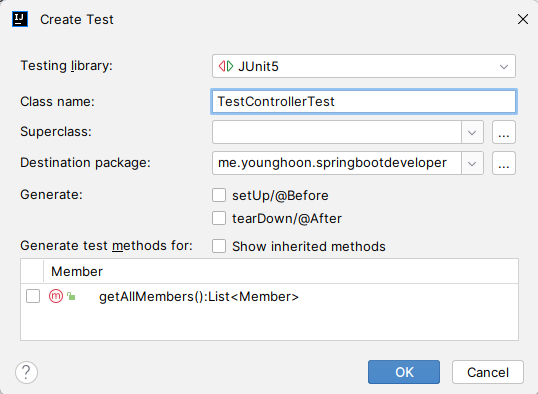 IJ Create Test
Testing library: JUnit5
Class name: TestControllerTest
Superclass: ...
Destination package: me.younghoon.springbootdeveloper ...
Generate: setUp/@Before
tearDown/@After
Generate test methods for: Show inherited methods
Member
m getAllMembers():List<Member>
? OK Cancel